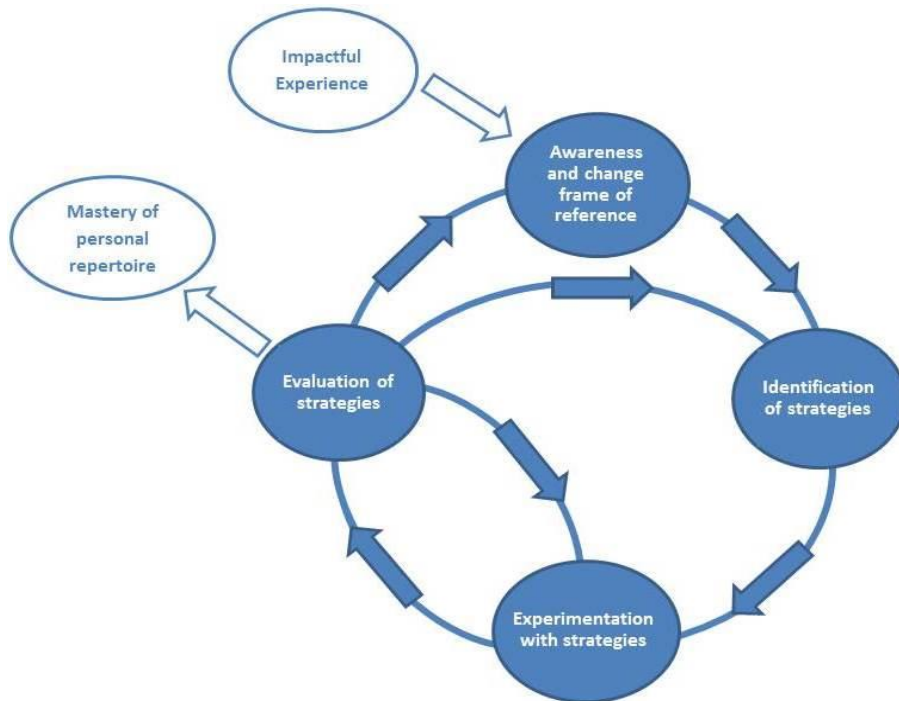 Impactful
Experience
Awareness
and change
frame of
reference
Mastery of
personal
repertoire
Evaluation of
strategies
Identification
of strategies
Experimentation
with strategies